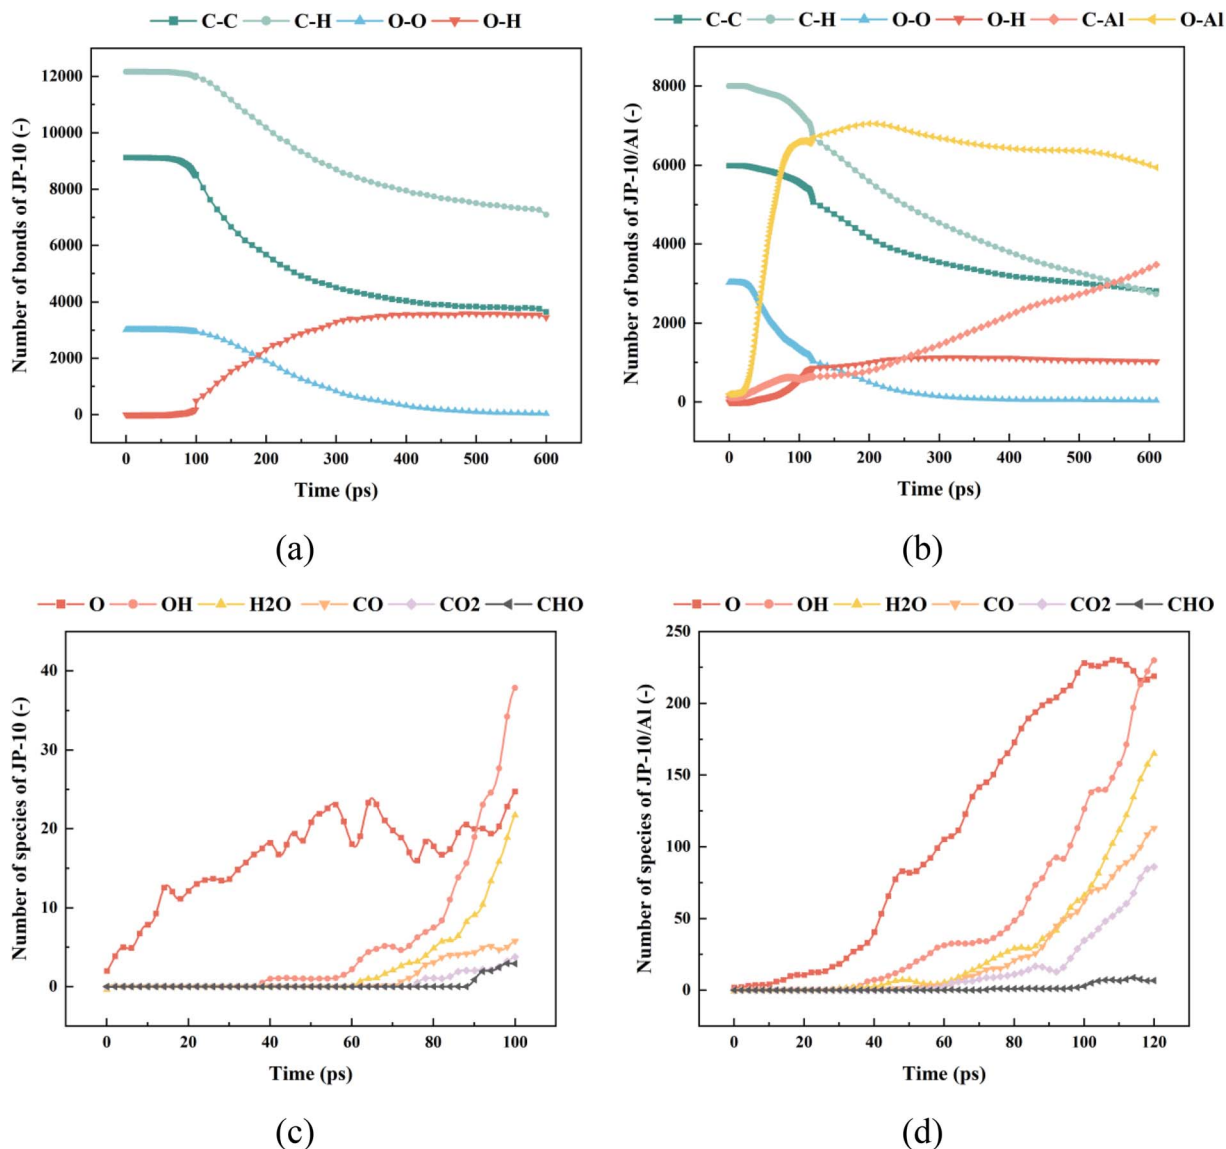 C-C C-H O-O O-H
Number of bonds of JP-10 (-)
12000
10000
8000
6000
4000
2000
0
0 100 200 300 400 500 600
Time (ps)
(a)
C-C C-H O-O O-H C-Al O-Al
Number of bonds of JP-10/Al (-)
8000
6000
4000
2000
0
0 100 200 300 400 500 600
Time (ps)
(b)
O OH H2O CO CO2 CHO
Number of species of JP-10 (-)
40
30
20
10
0
0 20 40 60 80 100
Time (ps)
(c)
O OH H2O CO CO2 CHO
Number of species of JP-10/Al (-)
250
200
150
100
50
0
0 20 40 60 80 100 120
Time (ps)
(d)